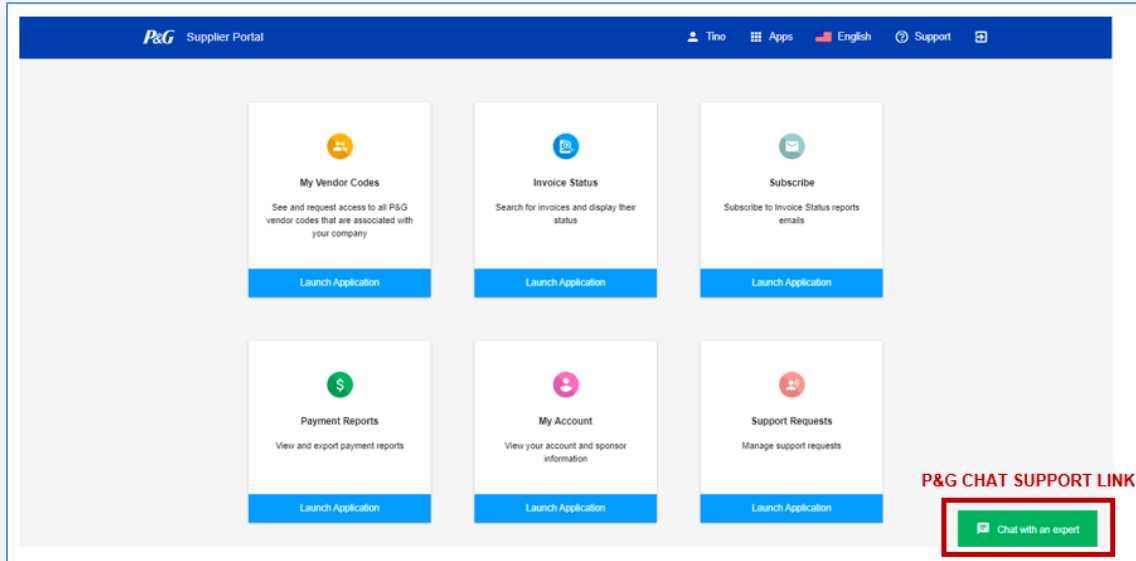 P&G Supplier Portal Tino Apps English Support
My Vendor Codes
See and request access to all P&G
vendor codes that are associated with
your company
Launch Application
Invoice Status
Search for invoices and display their
status
Launch Application
Subscribe
Subscribe to Invoice Status reports
emails
Launch Application
Payment Reports
View and export payment reports
Launch Application
My Account
View your account and sponsor
information
Launch Application
Support Requests
Manage support requests
Launch Application
P&G CHAT SUPPORT LINK
Chat with an expert